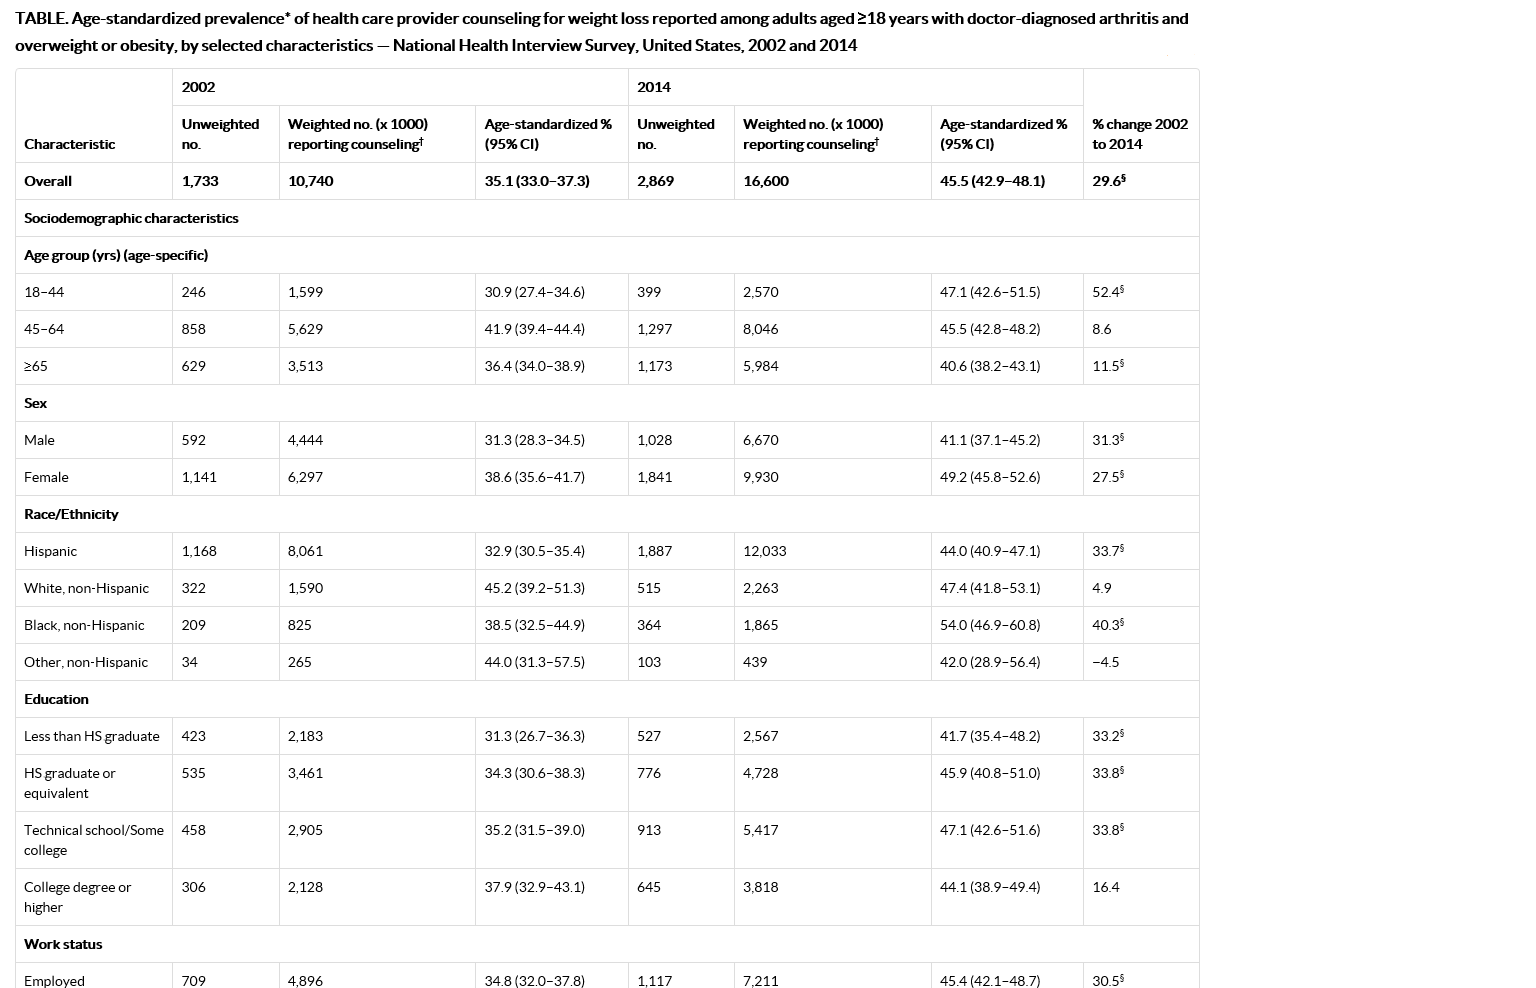 TABLE. Age-standardized prevalence* of health care provider counseling for weight loss reported among adults aged ≥18 years with doctor-diagnosed arthritis and
overweight or obesity, by selected characteristics — National Health Interview Survey, United States, 2002 and 2014
2002 2014
Characteristic Unweighted no. Weighted no. (x 1000) reporting counseling† Age-standardized % (95% CI) Unweighted no. Weighted no. (x 1000) reporting counseling† Age-standardized % (95% CI) % change 2002 to 2014
Overall 1,733 10,740 35.1 (33.0–37.3) 2,869 16,600 45.5 (42.9–48.1) 29.6§
Sociodemographic characteristics
Age group (yrs) (age-specific)
18–44 246 1,599 30.9 (27.4–34.6) 399 2,570 47.1 (42.6–51.5) 52.4§
45–64 858 5,629 41.9 (39.4–44.4) 1,297 8,046 45.5 (42.8–48.2) 8.6
≥65 629 3,513 36.4 (34.0–38.9) 1,173 5,984 40.6 (38.2–43.1) 11.5§
Sex
Male 592 4,444 31.3 (28.3–34.5) 1,028 6,670 41.1 (37.1–45.2) 31.3§
Female 1,141 6,297 38.6 (35.6–41.7) 1,841 9,930 49.2 (45.8–52.6) 27.5§
Race/Ethnicity
Hispanic 1,168 8,061 32.9 (30.5–35.4) 1,887 12,033 44.0 (40.9–47.1) 33.7§
White, non-Hispanic 322 1,590 45.2 (39.2–51.3) 515 2,263 47.4 (41.8–53.1) 4.9
Black, non-Hispanic 209 825 38.5 (32.5–44.9) 364 1,865 54.0 (46.9–60.8) 40.3§
Other, non-Hispanic 34 265 44.0 (31.3–57.5) 103 439 42.0 (28.9–56.4) −4.5
Education
Less than HS graduate 423 2,183 31.3 (26.7–36.3) 527 2,567 41.7 (35.4–48.2) 33.2§
HS graduate or equivalent 535 3,461 34.3 (30.6–38.3) 776 4,728 45.9 (40.8–51.0) 33.8§
Technical school/Some college 458 2,905 35.2 (31.5–39.0) 913 5,417 47.1 (42.6–51.6) 33.8§
College degree or higher 306 2,128 37.9 (32.9–43.1) 645 3,818 44.1 (38.9–49.4) 16.4
Work status
Employed 709 4,896 34.8 (32.0–37.8) 1,117 7,211 45.4 (42.1–48.7) 30.5§